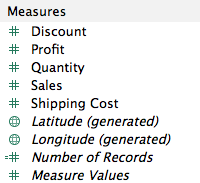 Measures
Discount
Profit
Quantity
Sales
Shipping Cost
Latitude (generated)
Longitude (generated)
Number of Records
Measure Values